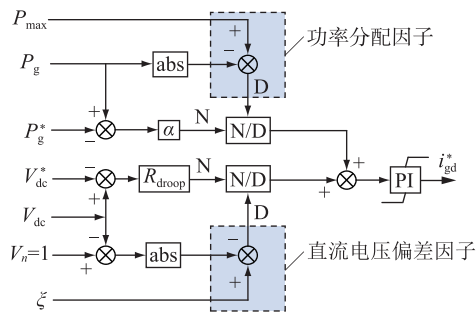 P_max
+
功率分配因子
−
P_g
abs
D
+
N
P_g^*
−
α
N/D
V_dc^*
−
N
+
i_gd^*
R_droop
N/D
+
PI
+
V_dc
D
−
−
直流电压偏差因子
V_n=1
+
abs
−
+
ξ